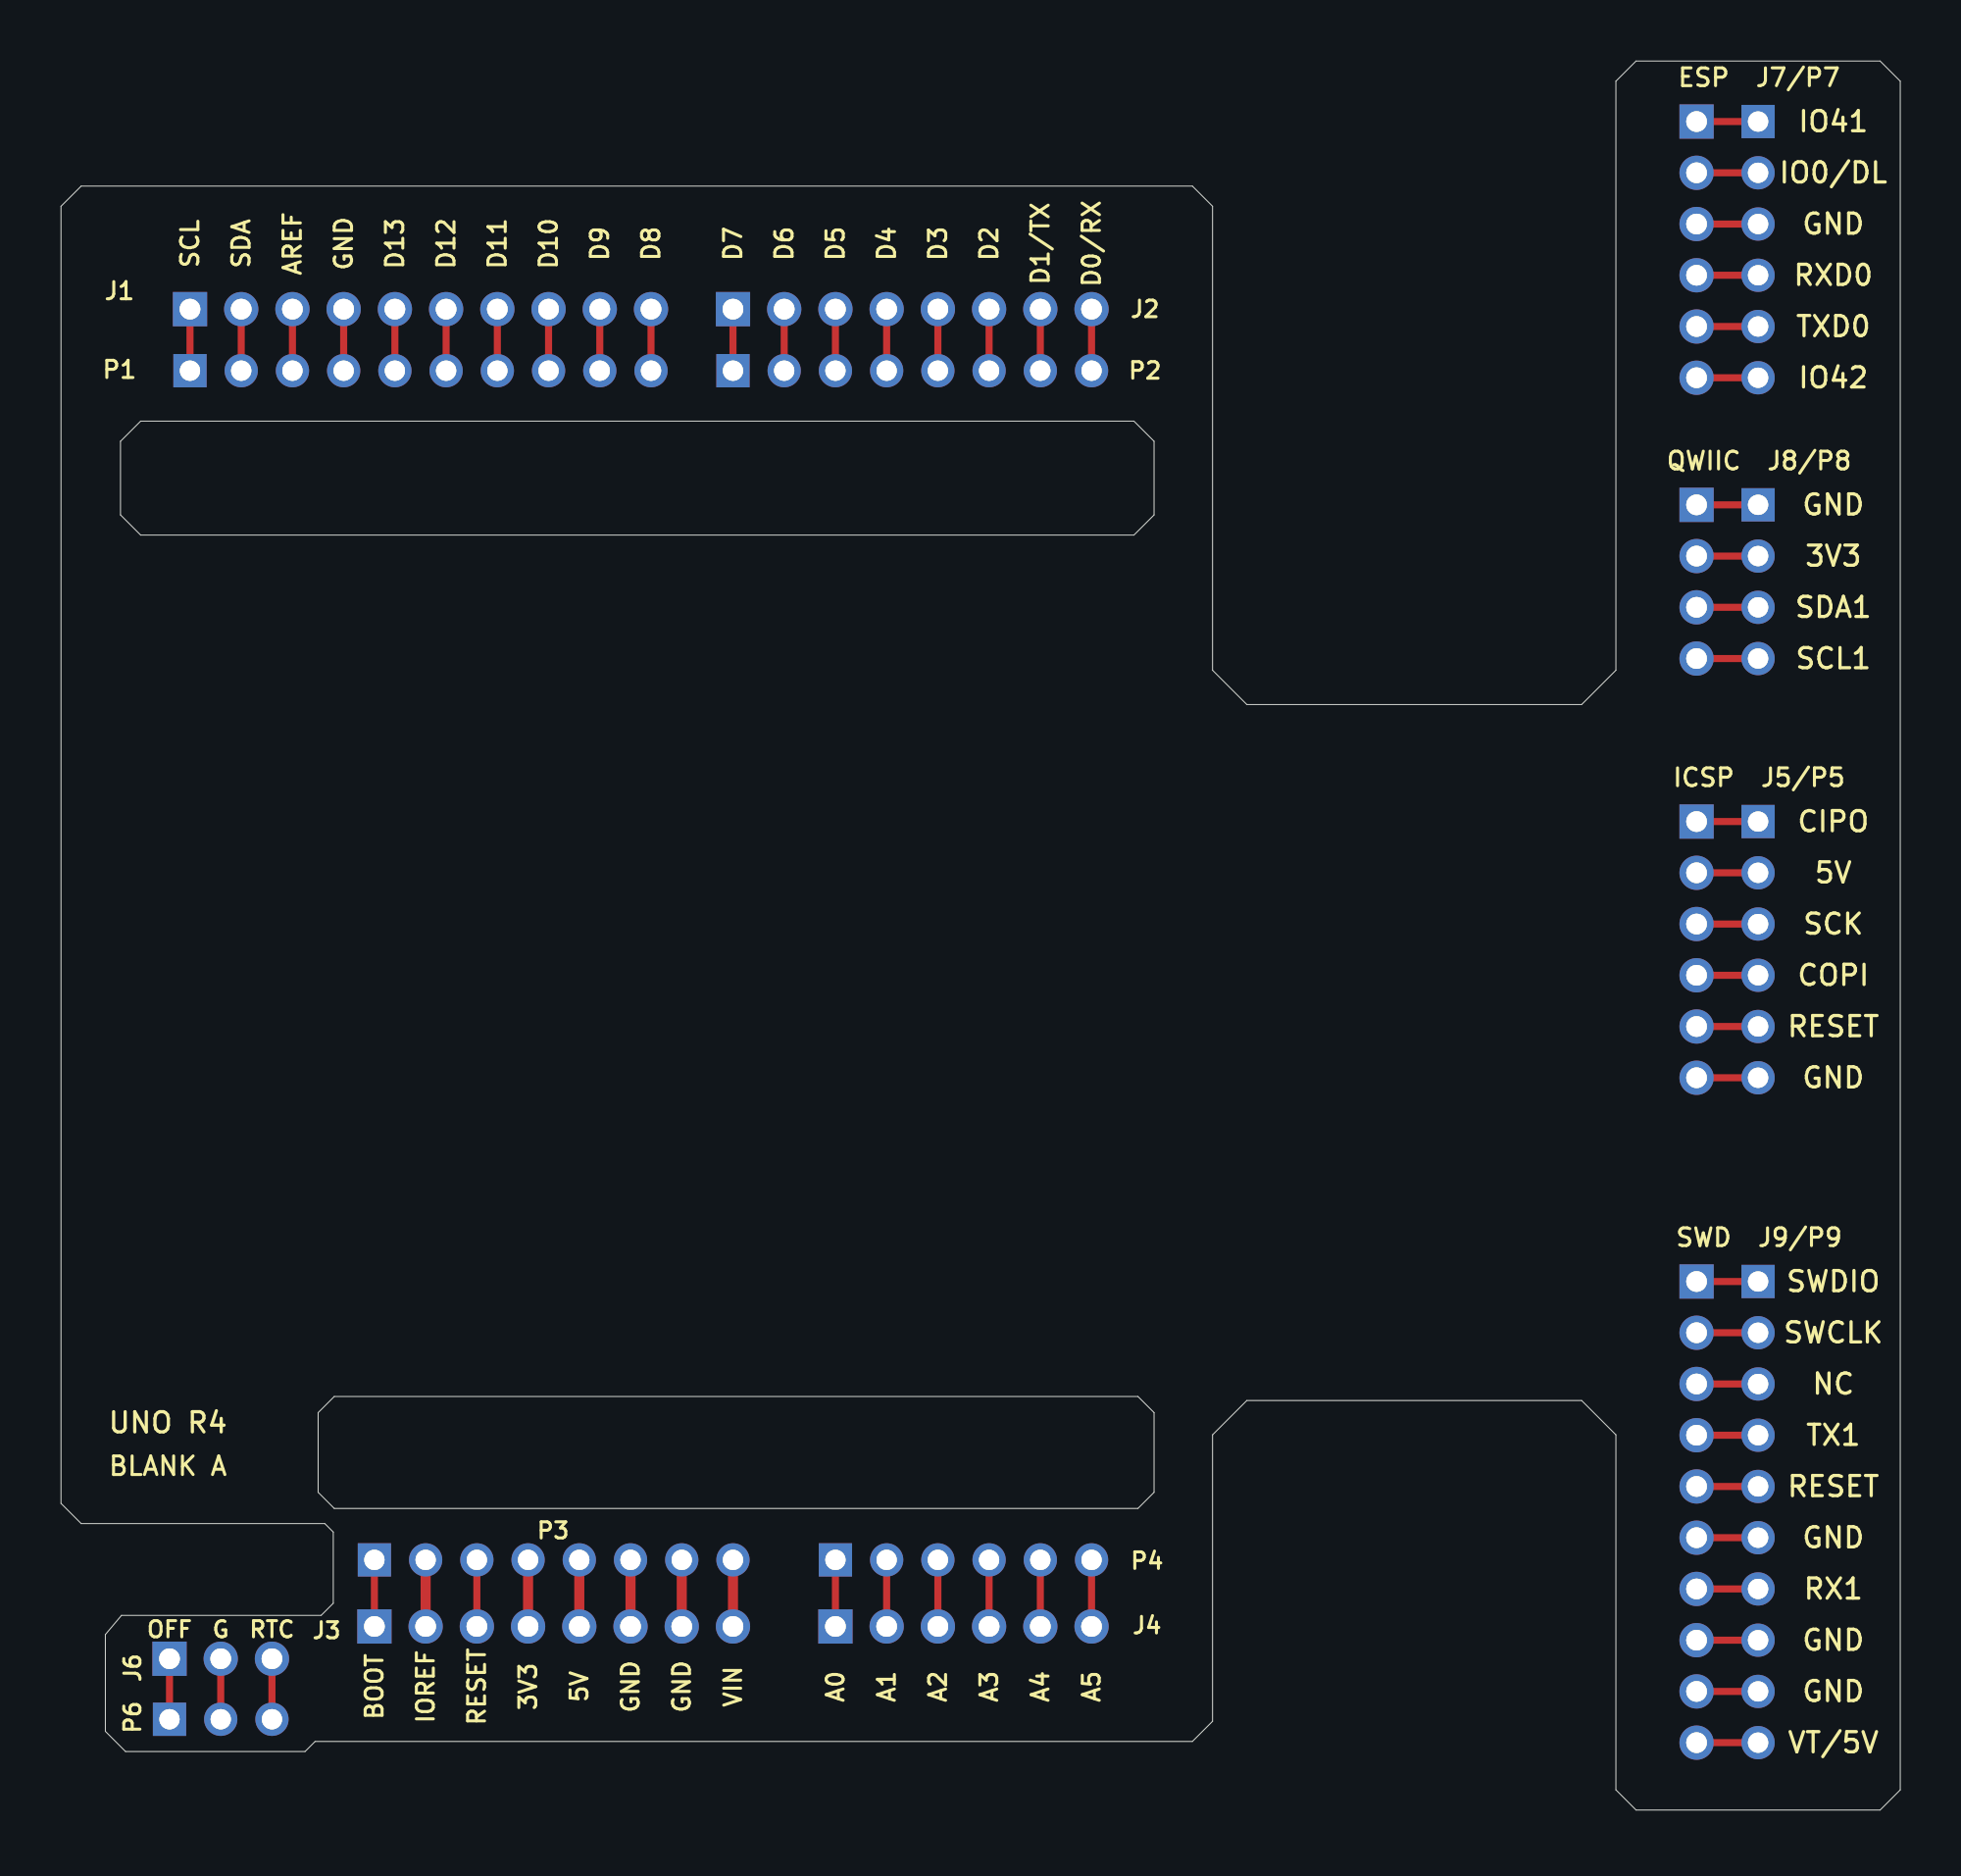 ESP J7/P7
IO41
IO0/DL
GND
RXD0
TXD0
IO42
SCL SDA AREF GND D13 D12 D11 D10 D9 D8 D7 D6 D5 D4 D3 D2 D1/TX D0/RX
J1 J2
P1 P2
QWIIC J8/P8
GND
3V3
SDA1
SCL1
ICSP J5/P5
CIPO
5V
SCK
COPI
RESET
GND
SWD J9/P9
SWDIO
SWCLK
NC
TX1
RESET
GND
RX1
GND
GND
VT/5V
UNO R4
BLANK A
P3
P4
OFF G RTC J3 J4
J6
P6
BOOT IOREF RESET 3V3 5V GND GND VIN A0 A1 A2 A3 A4 A5